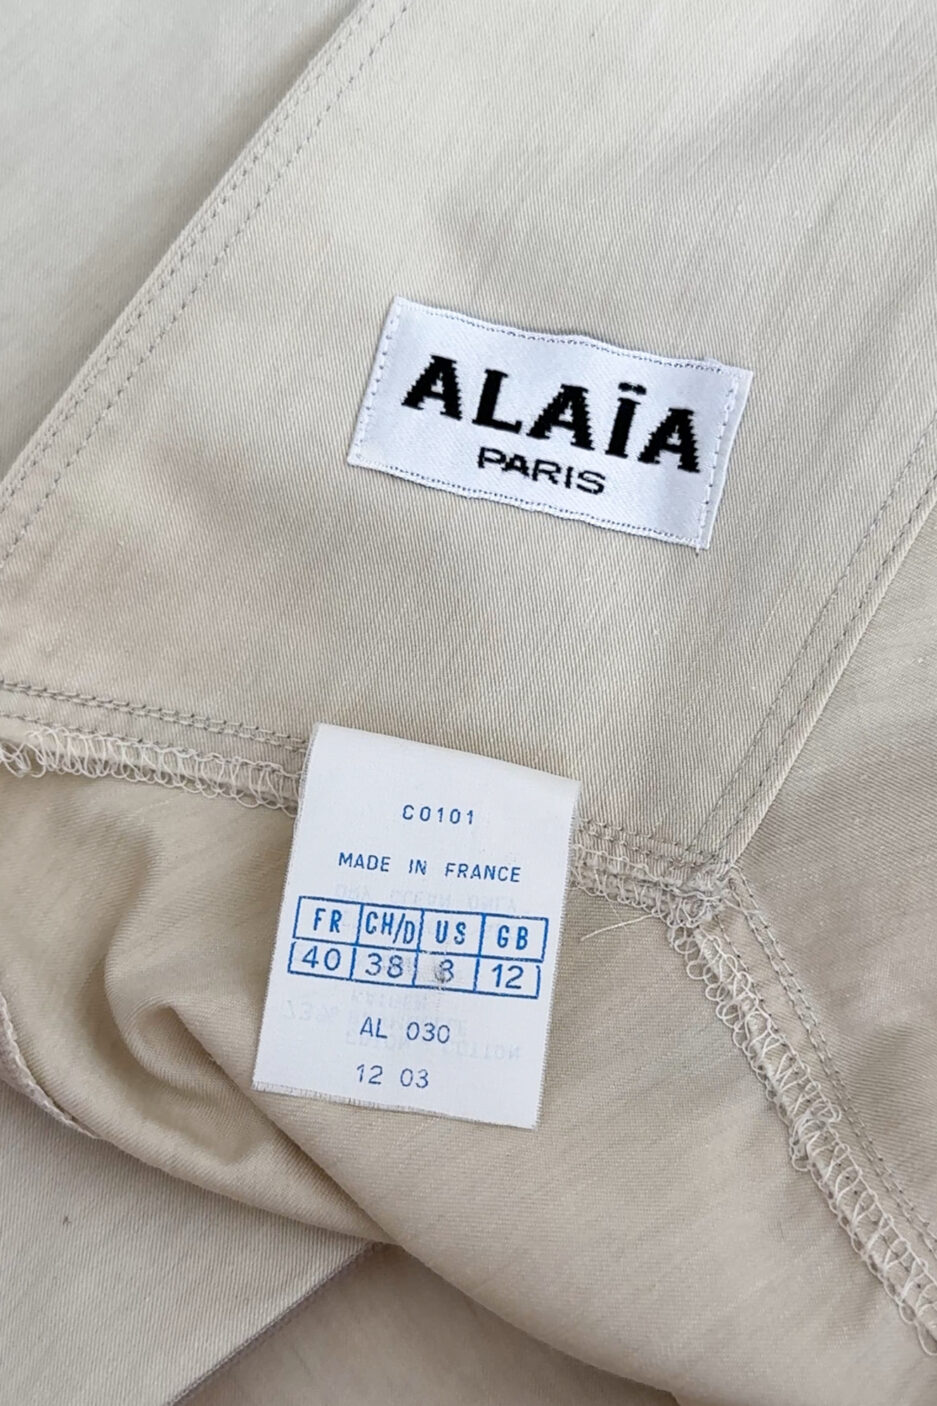 ALAÏA
PARIS
C0101
MADE IN FRANCE
FR CH/D US GB
40 38 8 12
AL 030
12 03